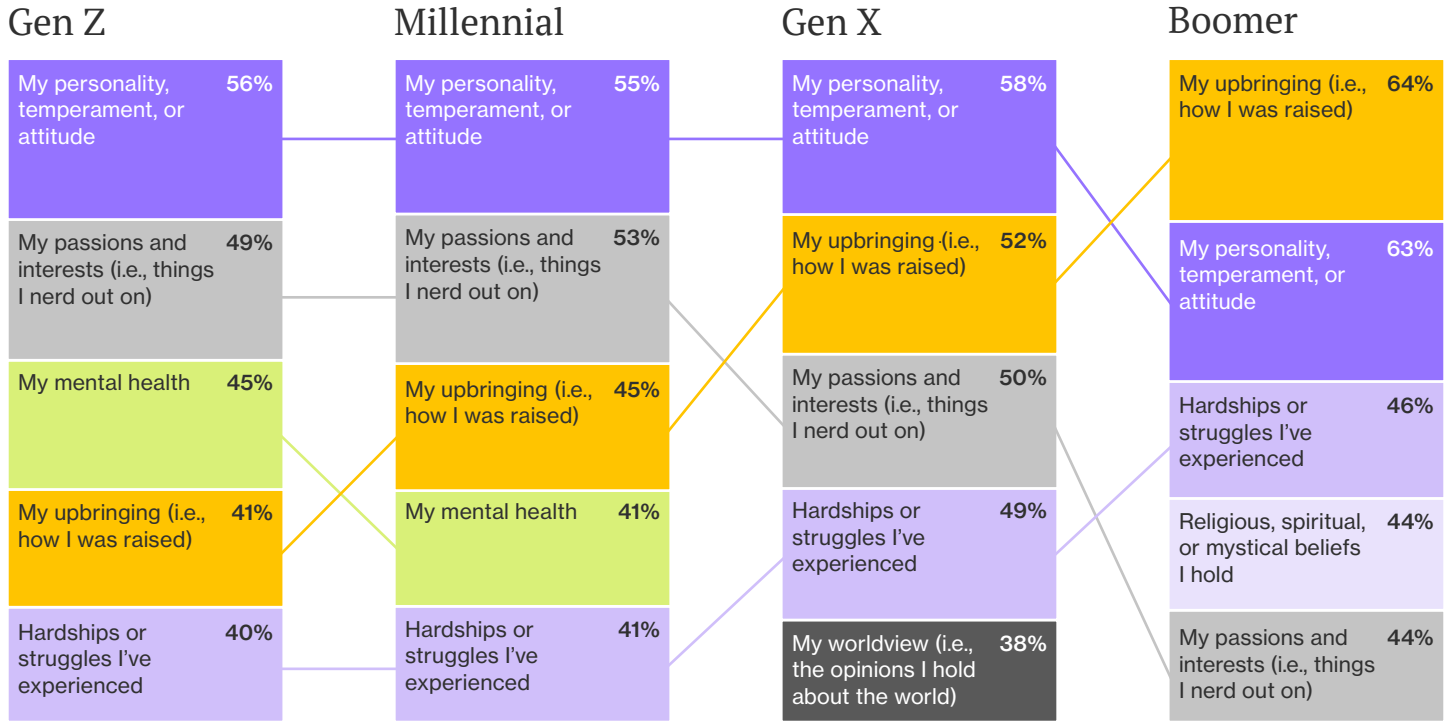 Gen Z
My personality, 56%
temperament, or
attitude
My passions and 49%
interests (i.e., things
I nerd out on)
My mental health 45%
My upbringing (i.e., 41%
how I was raised)
Hardships or 40%
struggles I've
experienced
Millennial
My personality, 55%
temperament, or
attitude
My passions and 53%
interests (i.e., things
I nerd out on)
My upbringing (i.e., 45%
how I was raised)
My mental health 41%
Hardships or 41%
struggles I've
experienced
Gen X
My personality, 58%
temperament, or
attitude
My upbringing (i.e., 52%
how I was raised)
My passions and 50%
interests (i.e., things
I nerd out on)
Hardships or 49%
struggles I've
experienced
My worldview (i.e., 38%
the opinions I hold
about the world)
Boomer
My upbringing (i.e., 64%
how I was raised)
My personality, 63%
temperament, or
attitude
Hardships or 46%
struggles I've
experienced
Religious, spiritual, 44%
or mystical beliefs
I hold
My passions and 44%
interests (i.e., things
I nerd out on)